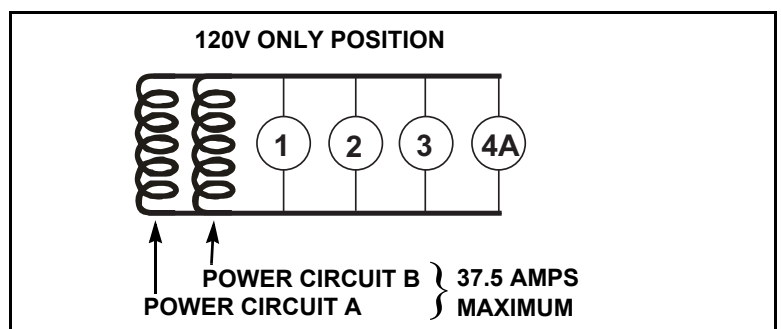 120V ONLY POSITION
1 2 3 4A
POWER CIRCUIT B } 37.5 AMPS
POWER CIRCUIT A MAXIMUM